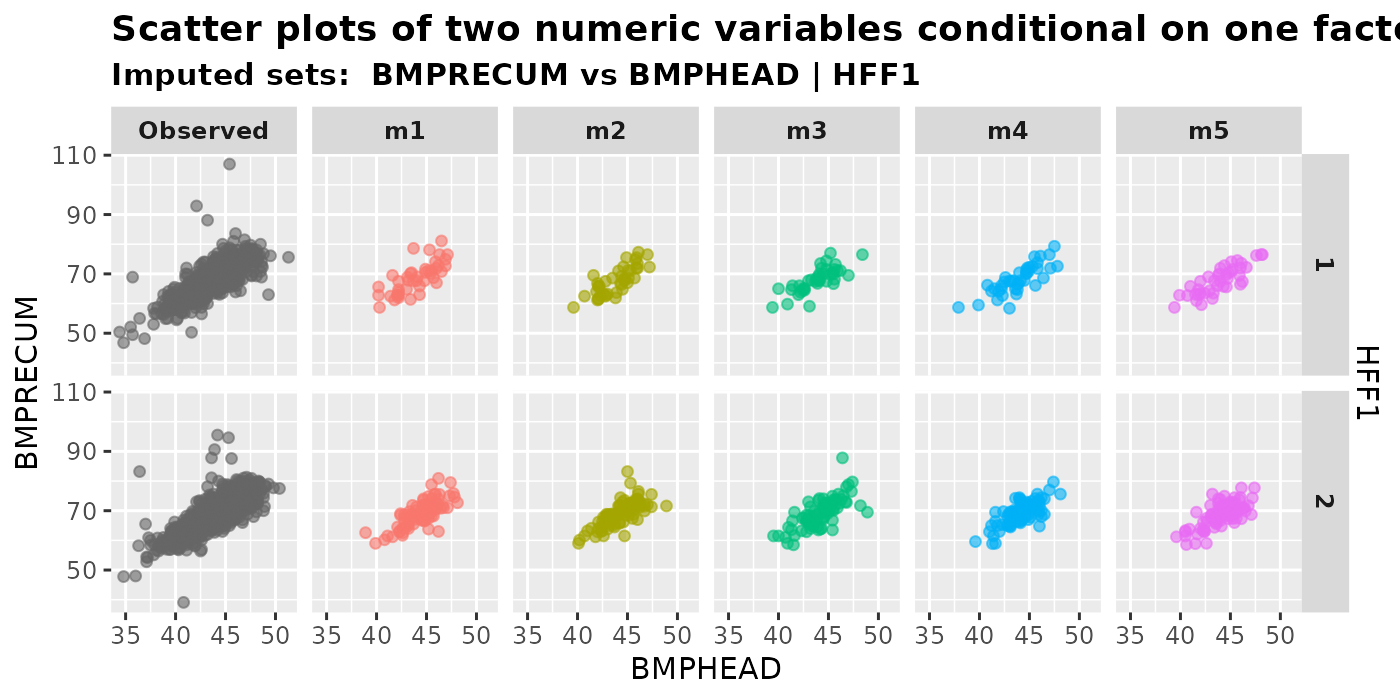 Scatter plots of two numeric variables conditional on one facto
Imputed sets:  BMPRECUM vs BMPHEAD | HFF1
Observed m1 m2 m3 m4 m5
110
90
70
50
1
BMPRECUM
HFF1
110
90
70
50
2
35 40 45 50 35 40 45 50 35 40 45 50 35 40 45 50 35 40 45 50 35 40 45 50
BMPHEAD